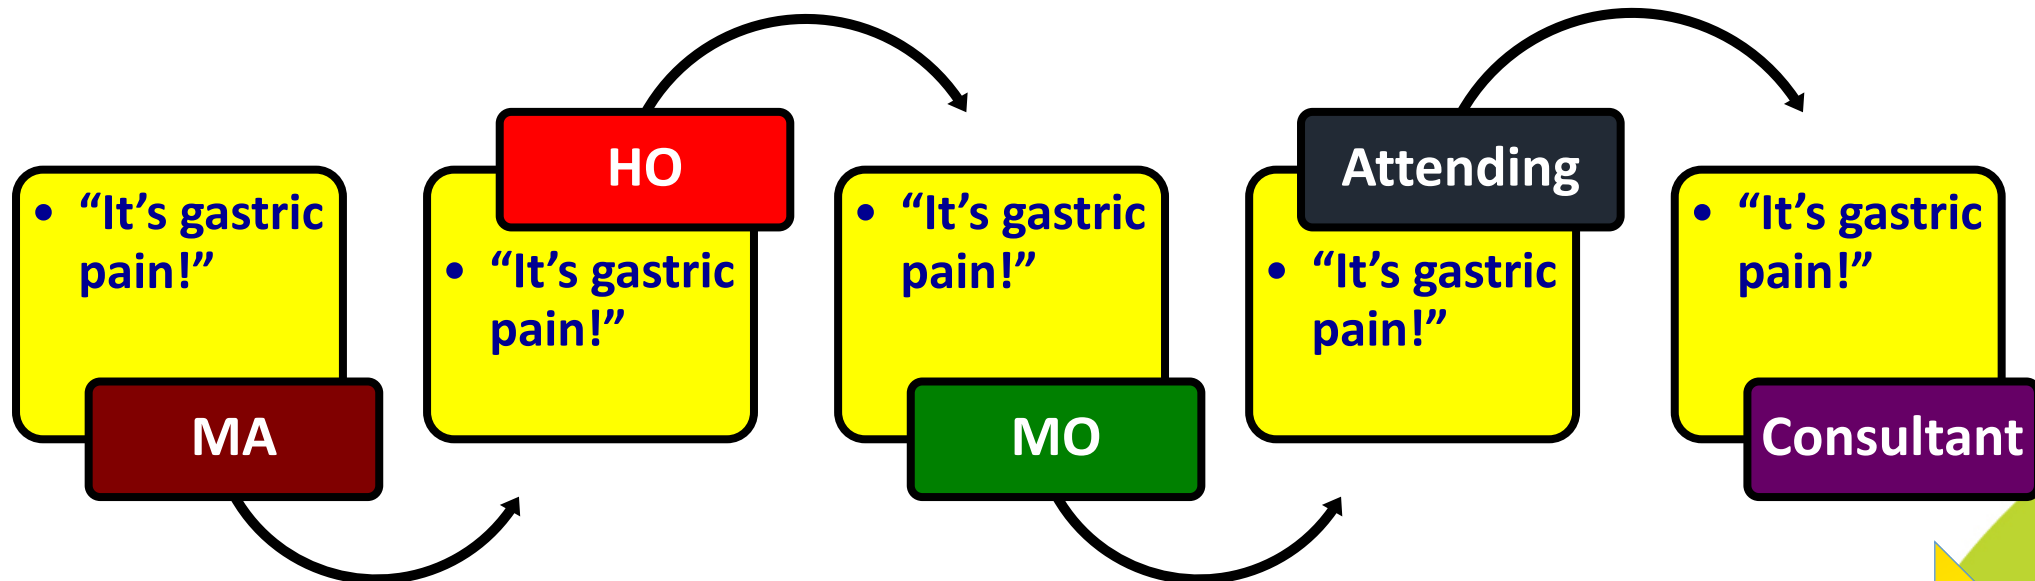 • “It’s gastric
pain!”
MA
HO
• “It’s gastric
pain!”
• “It’s gastric
pain!”
MO
Attending
• “It’s gastric
pain!”
• “It’s gastric
pain!”
Consultant